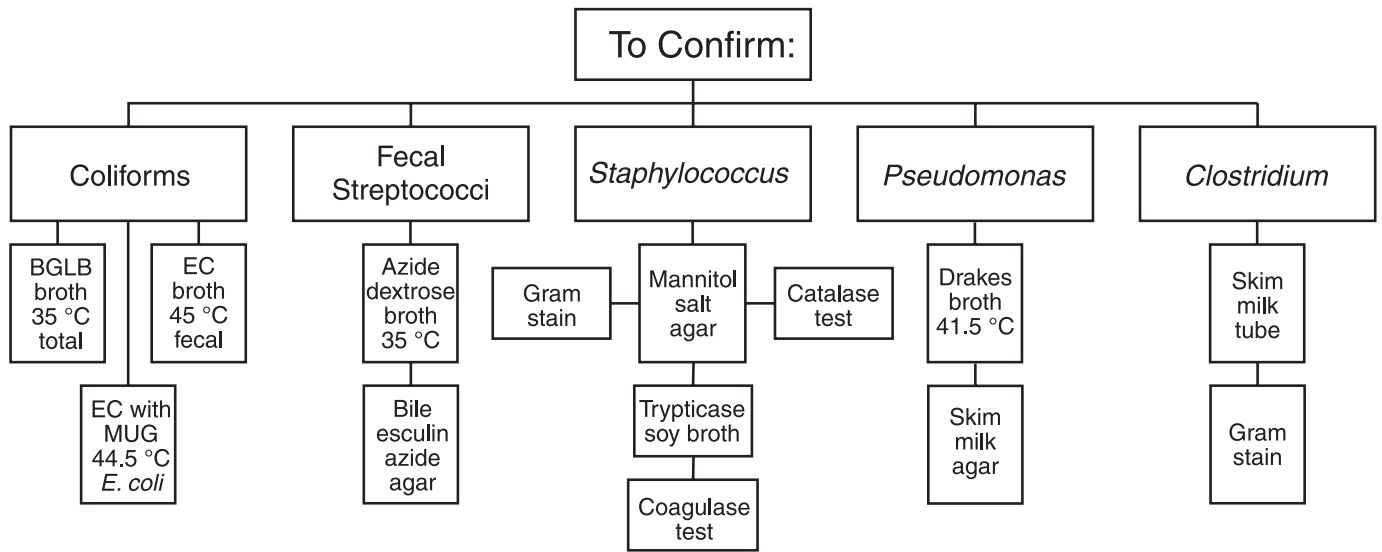 To Confirm:
Coliforms
Fecal
Streptococci
Staphylococcus
Pseudomonas
Clostridium
BGLB
broth
35 °C
total
EC
broth
45 °C
fecal
EC with
MUG
44.5 °C
E. coli
Azide
dextrose
broth
35 °C
Bile
esculin
azide
agar
Gram
stain
Mannitol
salt
agar
Catalase
test
Trypticase
soy broth
Coagulase
test
Drakes
broth
41.5 °C
Skim
milk
agar
Skim
milk
tube
Gram
stain